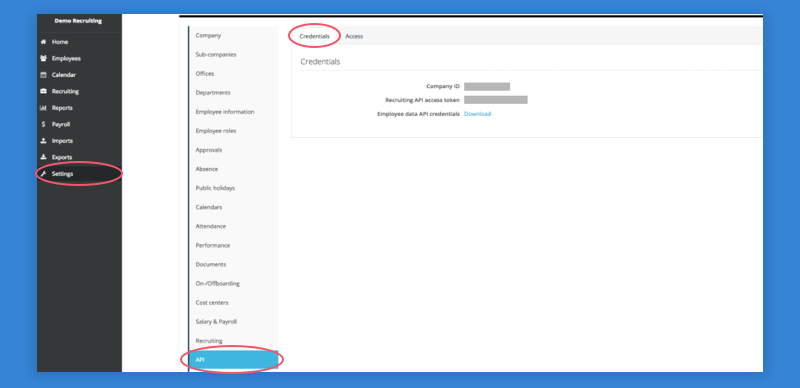 Demo Recruiting
Home
Employees
Calendar
Recruiting
Reports
Payroll
Imports
Exports
Settings
Company
Sub-companies
Offices
Departments
Employee information
Employee roles
Approvals
Absence
Public holidays
Calendars
Attendance
Performance
Documents
On-/Offboarding
Cost centers
Salary & Payroll
Recruiting
API
Credentials Access
Credentials
Company ID
Recruiting API access token
Employee data API credentials Download